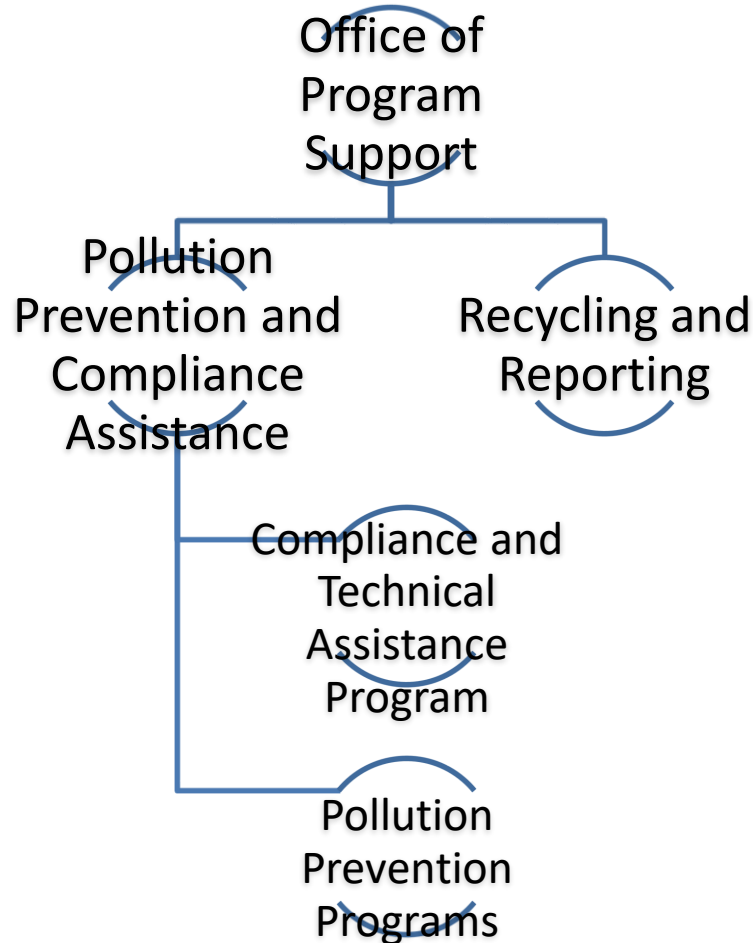 Office of
Program
Support
Pollution
Prevention and
Compliance
Assistance
Recycling and
Reporting
Compliance and
Technical
Assistance
Program
Pollution
Prevention
Programs